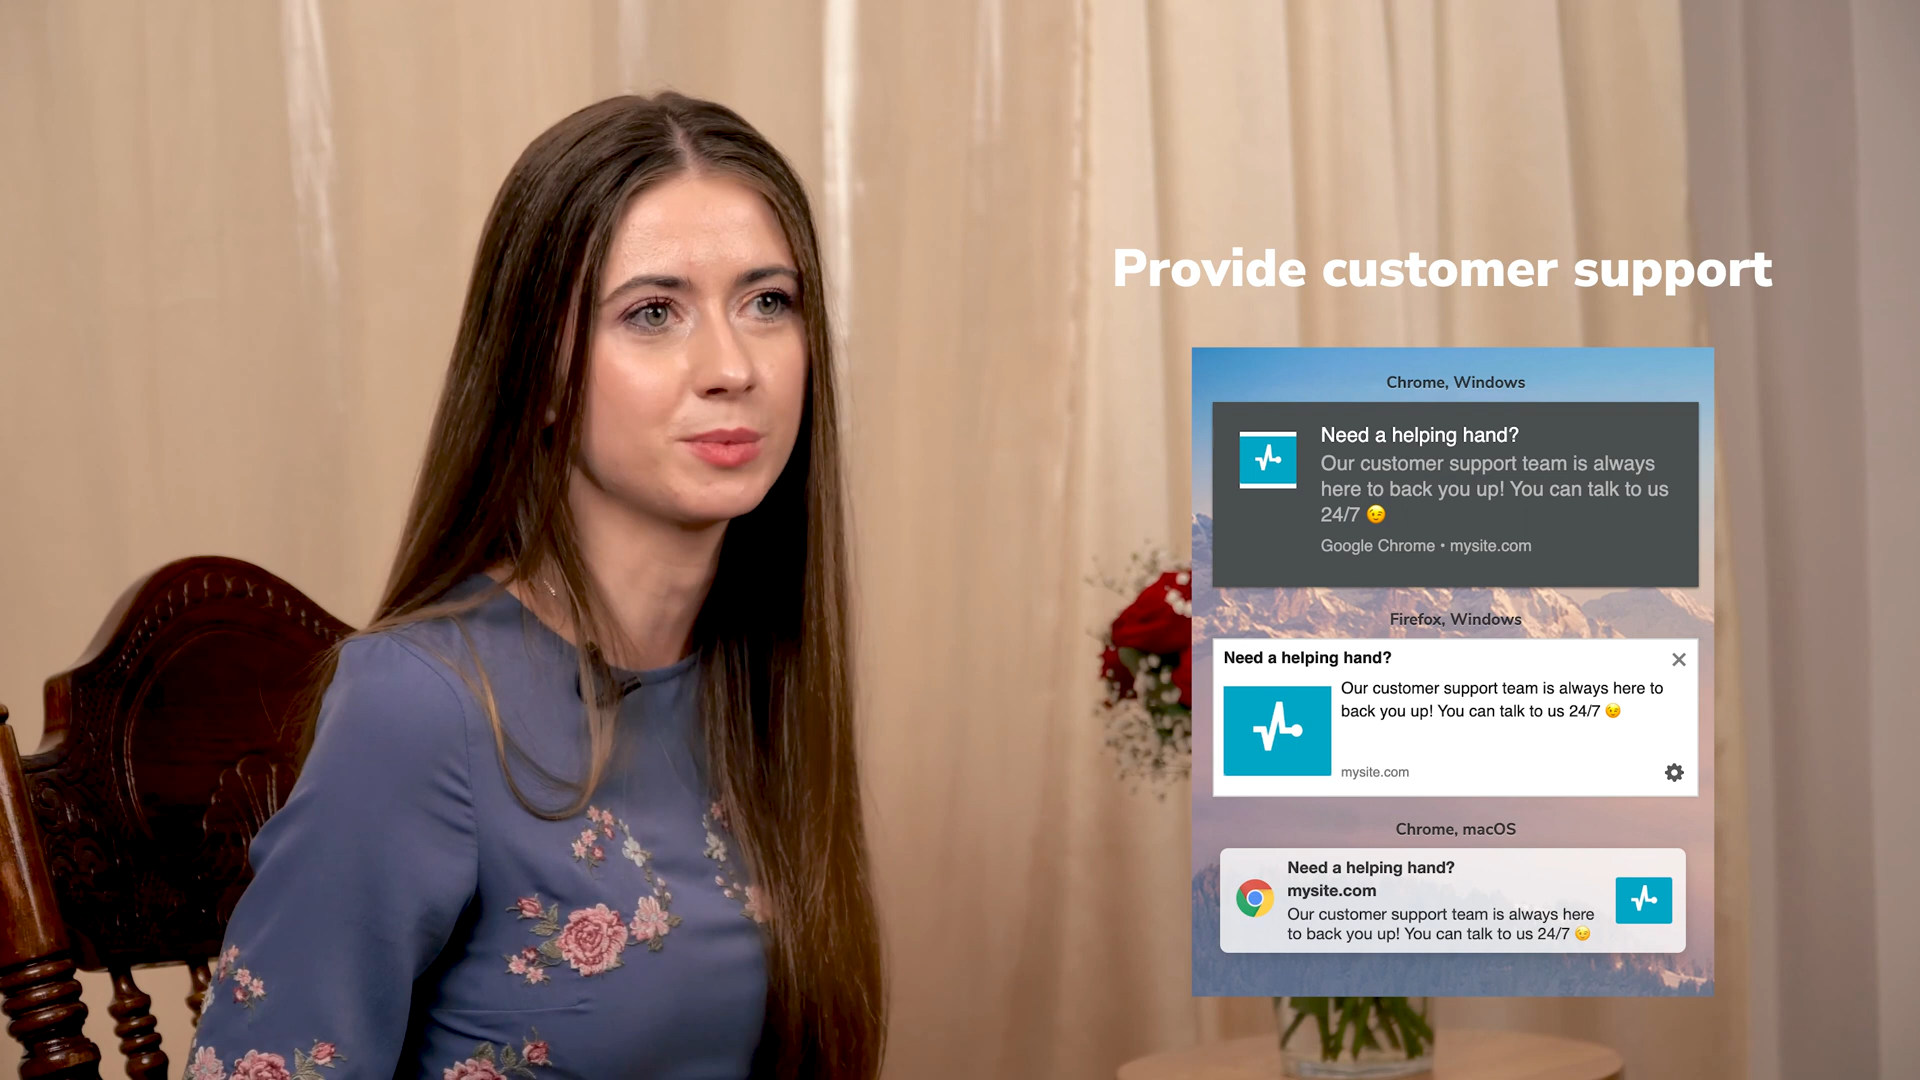 Provide customer support
Chrome, Windows
Need a helping hand?
Our customer support team is always
here to back you up! You can talk to us
24/7 😉
Google Chrome • mysite.com
Firefox, Windows
Need a helping hand?
Our customer support team is always here to
back you up! You can talk to us 24/7 😉
mysite.com
Chrome, macOS
Need a helping hand?
mysite.com
Our customer support team is always here
to back you up! You can talk to us 24/7 😉